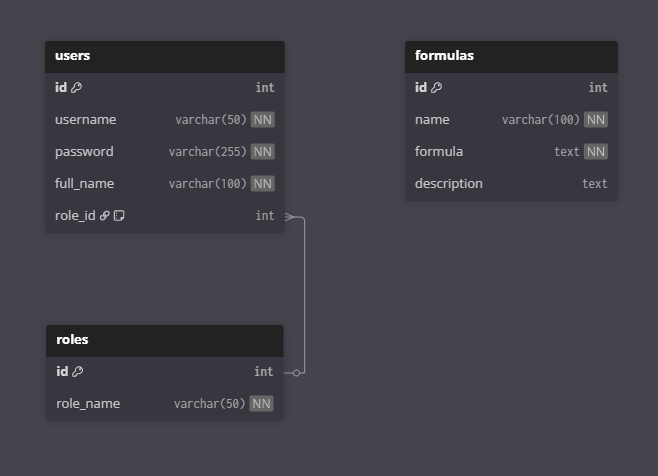 users
id int
username varchar(50) NN
password varchar(255) NN
full_name varchar(100) NN
role_id int
formulas
id int
name varchar(100) NN
formula text NN
description text
roles
id int
role_name varchar(50) NN